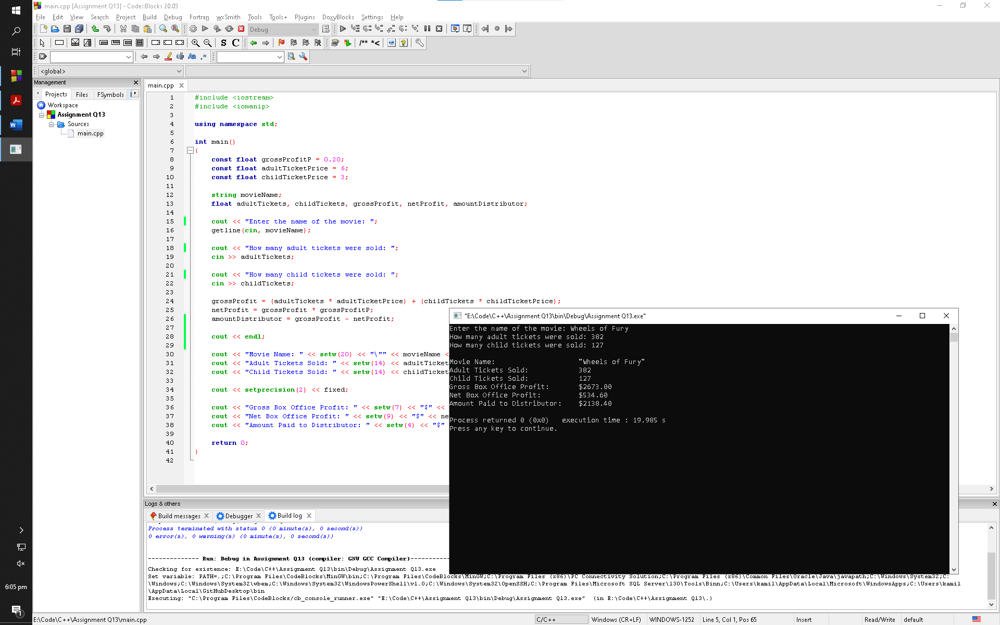 main.cpp [Assignment Q13] - Code::Blocks 20.03
File Edit View Search Project Build Debug Fortran wxSmith Tools Tools+ Plugins DoxyBlocks Settings Help
Debug
S C
/** *<
Aa .*
<global>
Management
Projects Files FSymbols
Workspace
Assignment Q13
Sources
main.cpp
main.cpp
1 #include <iostream>
2 #include <iomanip>
3
4 using namespace std;
5
6 int main()
7 {
8 const float grossProfitP = 0.20;
9 const float adultTicketPrice = 6;
10 const float childTicketPrice = 3;
11
12 string movieName;
13 float adultTickets, childTickets, grossProfit, netProfit, amountDistributor;
14
15 cout << "Enter the name of the movie: ";
16 getline(cin, movieName);
17
18 cout << "How many adult tickets were sold: ";
19 cin >> adultTickets;
20
21 cout << "How many child tickets were sold: ";
22 cin >> childTickets;
23
24 grossProfit = (adultTickets * adultTicketPrice) + (childTickets * childTicketPrice);
25 netProfit = grossProfit * grossProfitP;
26 amountDistributor = grossProfit - netProfit;
27
28 cout << endl;
29
30 cout << "Movie Name: " << setw(20) << "\"" << movieName <
31 cout << "Adult Tickets Sold: " << setw(14) << adultTicket
32 cout << "Child Tickets Sold: " << setw(14) << childTicket
33
34 cout << setprecision(2) << fixed;
35
36 cout << "Gross Box Office Profit: " << setw(7) << "$" <<
37 cout << "Net Box Office Profit: " << setw(9) << "$" << ne
38 cout << "Amount Paid to Distributor: " << setw(4) << "$"
39
40 return 0;
41 }
42
"E:\Code\C++\Assignment Q13\bin\Debug\Assignment Q13.exe"
Enter the name of the movie: Wheels of Fury
How many adult tickets were sold: 382
How many child tickets were sold: 127
Movie Name: "Wheels of Fury"
Adult Tickets Sold: 382
Child Tickets Sold: 127
Gross Box Office Profit: $2673.00
Net Box Office Profit: $534.60
Amount Paid to Distributor: $2138.40
Process returned 0 (0x0) execution time : 19.985 s
Press any key to continue.
Logs & others
Build messages Debugger Build log
Process terminated with status 0 (0 minute(s), 0 second(s))
0 error(s), 0 warning(s) (0 minute(s), 0 second(s))
-------------- Run: Debug in Assignment Q13 (compiler: GNU GCC Compiler)-----------
Checking for existence: E:\Code\C++\Assignment Q13\bin\Debug\Assignment Q13.exe
Set variable: PATH=.;C:\Program Files\CodeBlocks\MinGW\bin;C:\Program Files\CodeBlocks\MinGW;C:\Program Files (x86)\PC Connectivity Solution;C:\Program Files (x86)\Common Files\Oracle\Java\javapath;C:\Windows\System32;C:
\Windows;C:\Windows\System32\wbem;C:\Windows\System32\WindowsPowerShell\v1.0;C:\Windows\System32\OpenSSH;C:\Program Files\Microsoft SQL Server\130\Tools\Binn;C:\Users\kamil\AppData\Local\Microsoft\WindowsApps;C:\Users\kamil
\AppData\Local\GitHubDesktop\bin
Executing: "C:\Program Files\CodeBlocks/cb_console_runner.exe" "E:\Code\C++\Assignment Q13\bin\Debug\Assignment Q13.exe" (in E:\Code\C++\Assignment Q13\.)
6:05 pm
1
E:\Code\C++\Assignment Q13\main.cpp C/C++ Windows (CR+LF) WINDOWS-1252 Line 5, Col 1, Pos 65 Insert Read/Write default